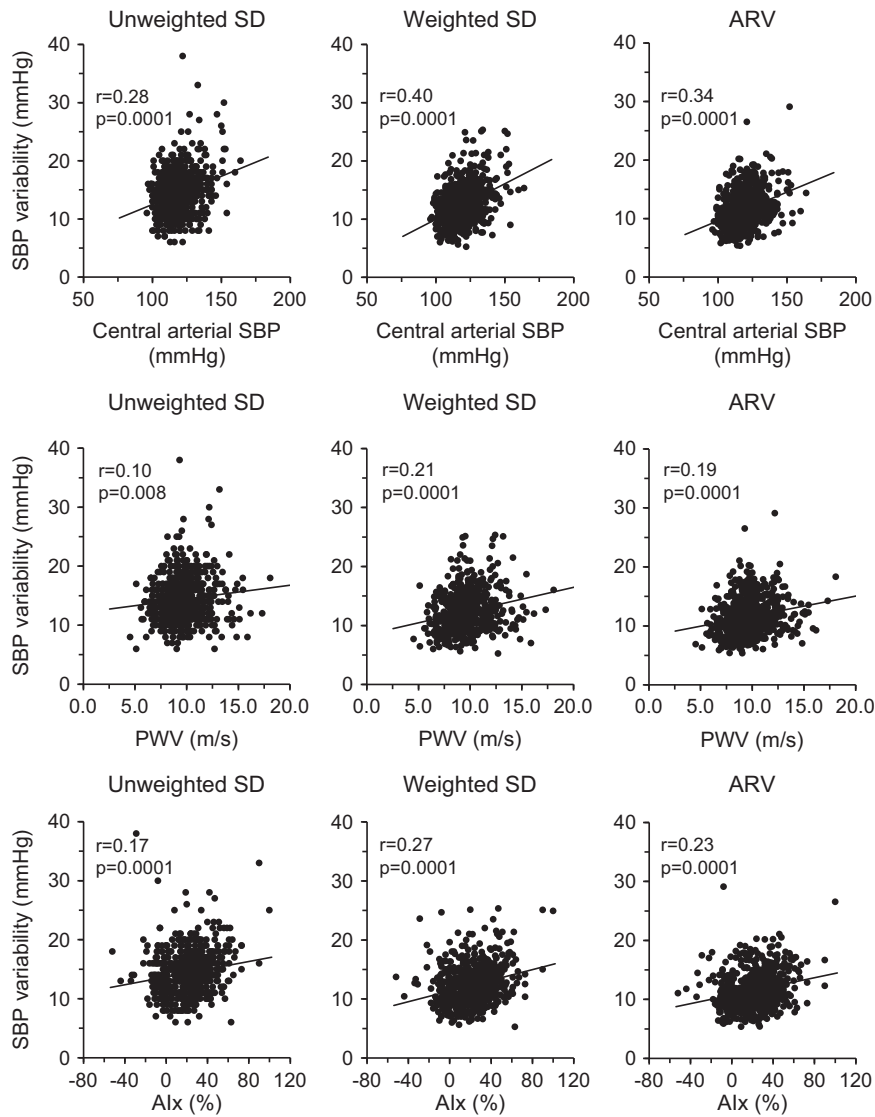 Unweighted SD Weighted SD ARV
SBP variability (mmHg)
40 40 40
r=0.28 r=0.40 r=0.34
p=0.0001 p=0.0001 p=0.0001
30 30 30
20 20 20
10 10 10
0 0 0
50 100 150 200 50 100 150 200 50 100 150 200
Central arterial SBP Central arterial SBP Central arterial SBP
(mmHg) (mmHg) (mmHg)
Unweighted SD Weighted SD ARV
SBP variability (mmHg)
40 40 40
r=0.10 r=0.21 r=0.19
p=0.008 p=0.0001 p=0.0001
30 30 30
20 20 20
10 10 10
0 0 0
0.0 5.0 10.0 15.0 20.0 0.0 5.0 10.0 15.0 20.0 0.0 5.0 10.0 15.0 20.0
PWV (m/s) PWV (m/s) PWV (m/s)
Unweighted SD Weighted SD ARV
SBP variability (mmHg)
40 40 40
r=0.17 r=0.27 r=0.23
p=0.0001 p=0.0001 p=0.0001
30 30 30
20 20 20
10 10 10
0 0 0
-80 -40 0 40 80 120 -80 -40 0 40 80 120 -80 -40 0 40 80 120
AIx (%) AIx (%) AIx (%)